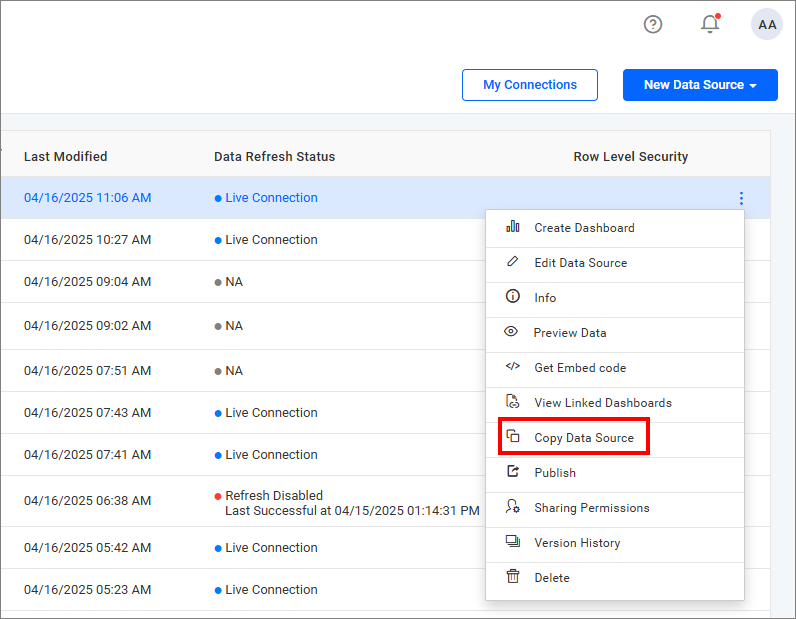 AA
My Connections
New Data Source
Last Modified Data Refresh Status Row Level Security
04/16/2025 11:06 AM Live Connection
04/16/2025 10:27 AM Live Connection
04/16/2025 09:04 AM NA
04/16/2025 09:02 AM NA
04/16/2025 07:51 AM NA
04/16/2025 07:43 AM Live Connection
04/16/2025 07:41 AM Live Connection
04/16/2025 06:38 AM Refresh Disabled
Last Successful at 04/15/2025 01:14:31 PM
04/16/2025 05:42 AM Live Connection
04/16/2025 05:23 AM Live Connection
Create Dashboard
Edit Data Source
Info
Preview Data
Get Embed code
View Linked Dashboards
Copy Data Source
Publish
Sharing Permissions
Version History
Delete